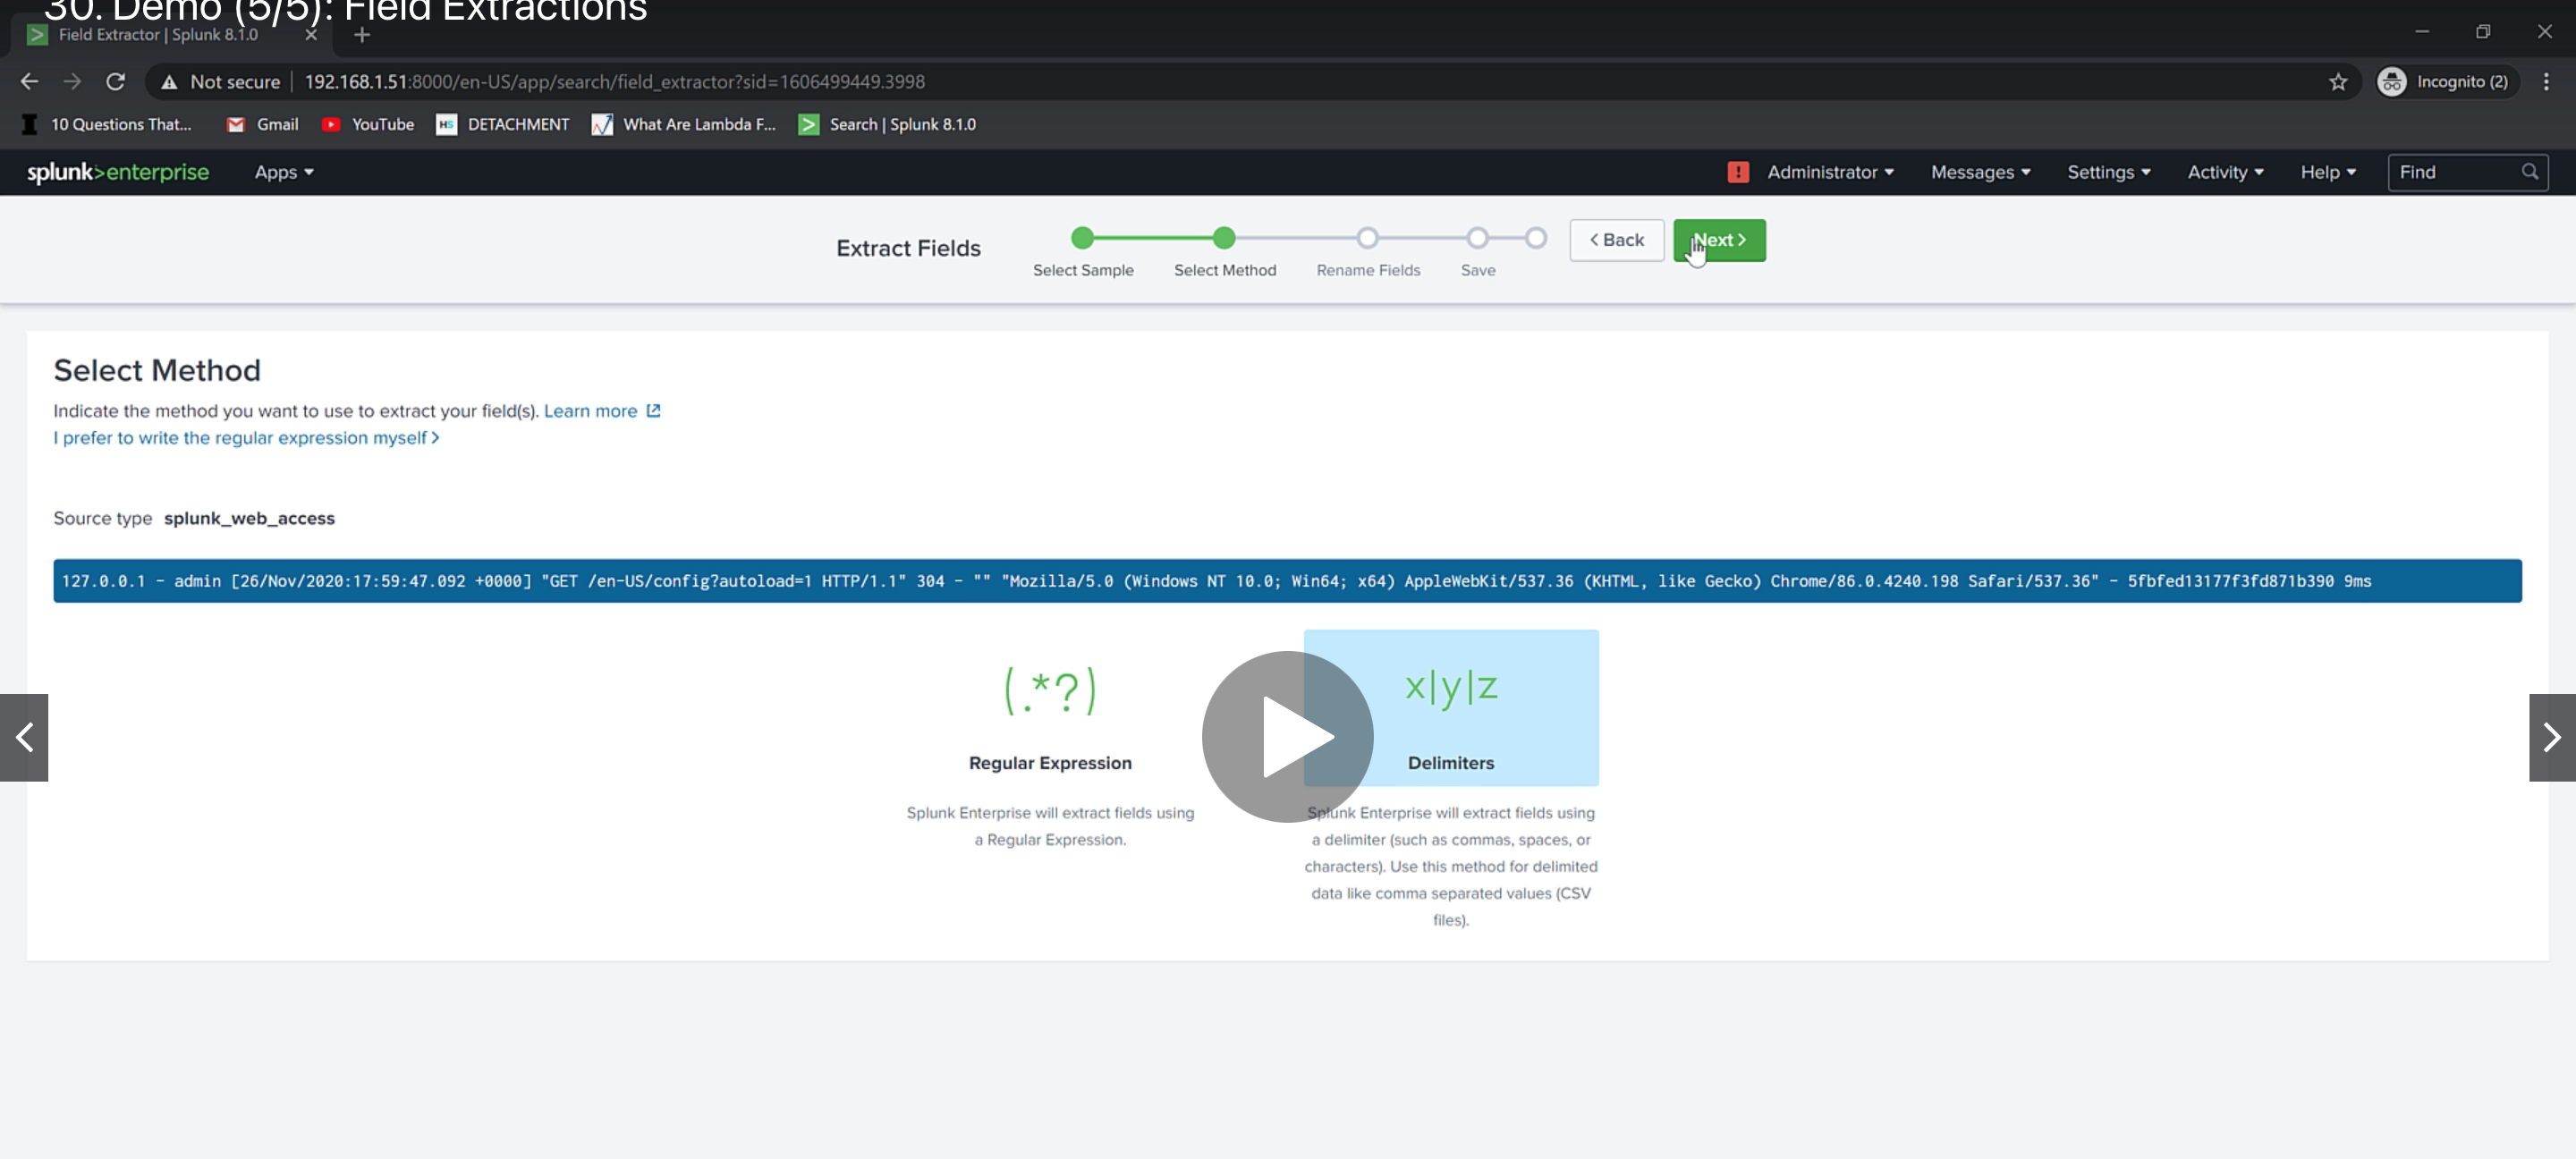 30. Demo (5/5): Field Extractions
Field Extractor | Splunk 8.1.0
Not secure 192.168.1.51:8000/en-US/app/search/field_extractor?sid=1606499449.3998 Incognito (2)
10 Questions That... Gmail YouTube HS DETACHMENT What Are Lambda F... Search | Splunk 8.1.0
splunk>enterprise Apps ! Administrator Messages Settings Activity Help Find
Extract Fields
Select Sample Select Method Rename Fields Save
< Back Next >
Select Method
Indicate the method you want to use to extract your field(s). Learn more
I prefer to write the regular expression myself >
Source type splunk_web_access
127.0.0.1 - admin [26/Nov/2020:17:59:47.092 +0000] "GET /en-US/config?autoload=1 HTTP/1.1" 304 - "" "Mozilla/5.0 (Windows NT 10.0; Win64; x64) AppleWebKit/537.36 (KHTML, like Gecko) Chrome/86.0.4240.198 Safari/537.36" - 5fbfed13177f3fd871b390 9ms
(.*?)
Regular Expression
Splunk Enterprise will extract fields using
a Regular Expression.
x|y|z
Delimiters
Splunk Enterprise will extract fields using
a delimiter (such as commas, spaces, or
characters). Use this method for delimited
data like comma separated values (CSV
files).